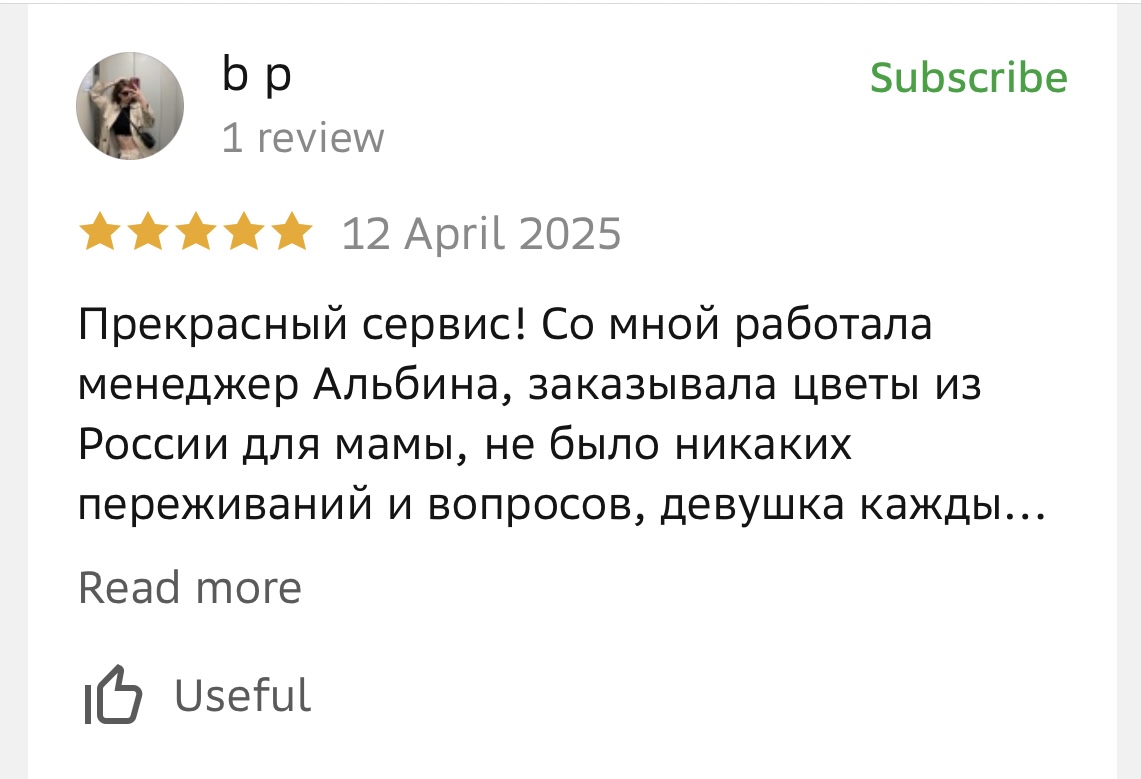 b p
Subscribe
1 review
12 April 2025
Прекрасный сервис! Со мной работала
менеджер Альбина, заказывала цветы из
России для мамы, не было никаких
переживаний и вопросов, девушка кажды...
Read more
Useful